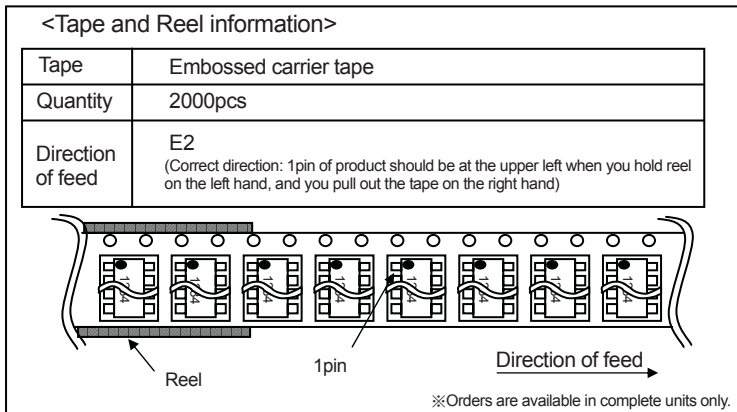 <Tape and Reel information>
Tape Embossed carrier tape
Quantity 2000pcs
Direction of feed E2
(Correct direction: 1pin of product should be at the upper left when you hold reel
on the left hand, and you pull out the tape on the right hand)
Reel
1pin
Direction of feed
※Orders are available in complete units only.